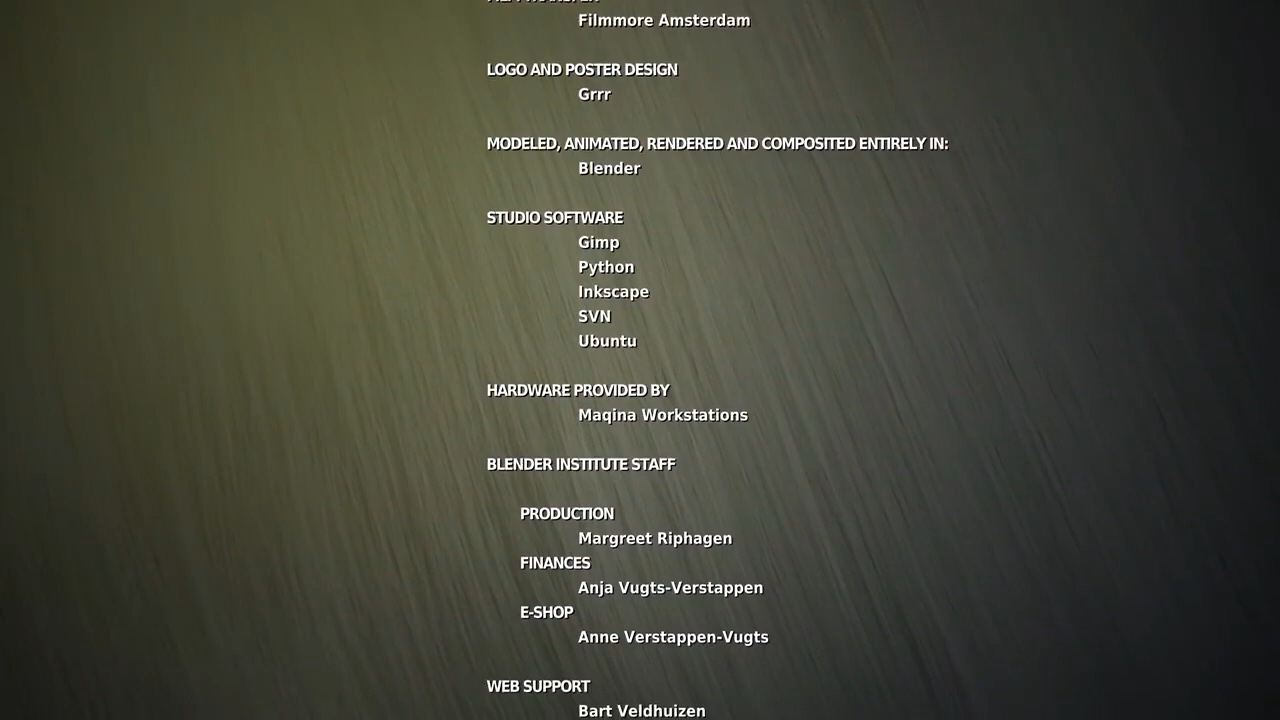 Filmmore Amsterdam
LOGO AND POSTER DESIGN
Grrr
MODELED, ANIMATED, RENDERED AND COMPOSITED ENTIRELY IN:
Blender
STUDIO SOFTWARE
Gimp
Python
Inkscape
SVN
Ubuntu
HARDWARE PROVIDED BY
Maqina Workstations
BLENDER INSTITUTE STAFF
PRODUCTION
Margreet Riphagen
FINANCES
Anja Vugts-Verstappen
E-SHOP
Anne Verstappen-Vugts
WEB SUPPORT
Bart Veldhuizen